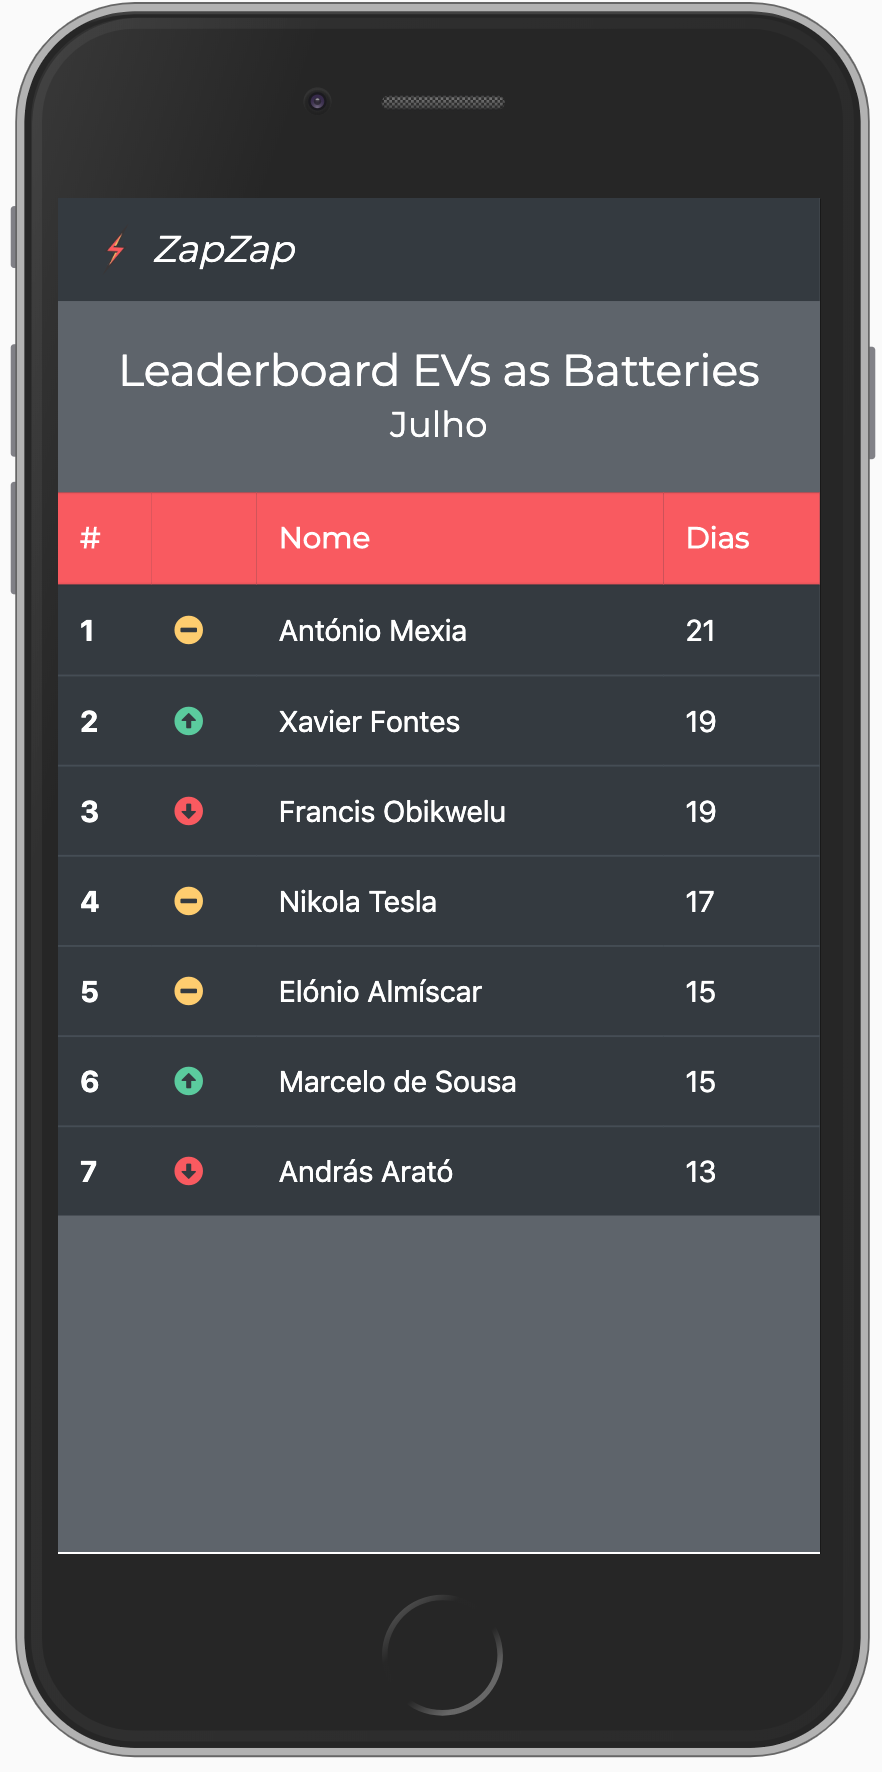 ZapZap
Leaderboard EVs as Batteries
Julho
# Nome Dias
1 António Mexia 21
2 Xavier Fontes 19
3 Francis Obikwelu 19
4 Nikola Tesla 17
5 Elónio Almíscar 15
6 Marcelo de Sousa 15
7 András Arató 13